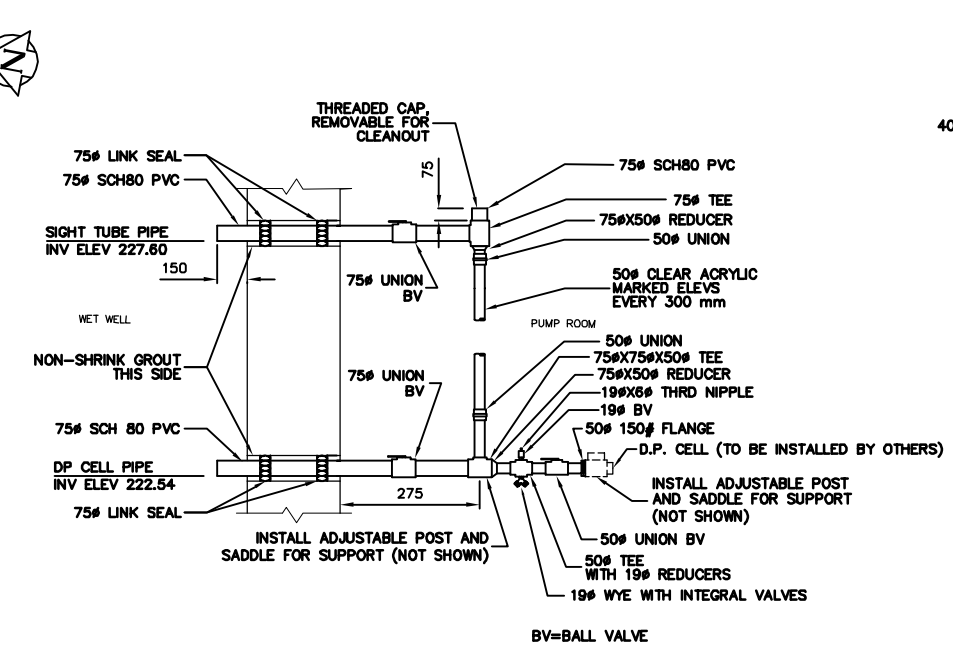 N
THREADED CAP,
REMOVABLE FOR
CLEANOUT
40
75ø LINK SEAL
75ø SCH80 PVC
75
75ø SCH80 PVC
75ø TEE
75øX50ø REDUCER
50ø UNION
SIGHT TUBE PIPE
INV ELEV 227.60
150
75ø UNION
BV
50ø CLEAR ACRYLIC
MARKED ELEVS
EVERY 300 mm
WET WELL
PUMP ROOM
NON-SHRINK GROUT
THIS SIDE
75ø UNION
BV
50ø UNION
75øX75øX50ø TEE
75øX50ø REDUCER
19øX6ø THRD NIPPLE
19ø BV
50ø 150# FLANGE
D.P. CELL (TO BE INSTALLED BY OTHERS)
75ø SCH 80 PVC
DP CELL PIPE
INV ELEV 222.54
275
75ø LINK SEAL
INSTALL ADJUSTABLE POST
AND SADDLE FOR SUPPORT
(NOT SHOWN)
INSTALL ADJUSTABLE POST AND
SADDLE FOR SUPPORT (NOT SHOWN)
50ø UNION BV
50ø TEE
WITH 19ø REDUCERS
19ø WYE WITH INTEGRAL VALVES
BV=BALL VALVE